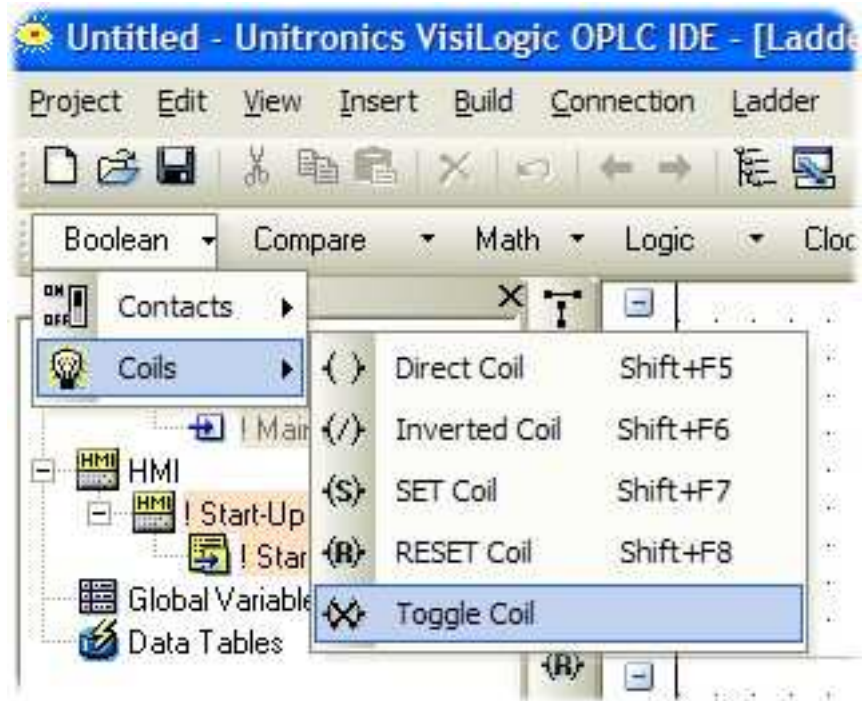 Untitled - Unitronics VisiLogic OPLC IDE - [Ladde
Project Edit View Insert Build Connection Ladder
Boolean Compare Math Logic Cloc
ON OFF Contacts
Coils
Direct Coil Shift+F5
! Main
Inverted Coil Shift+F6
HMI HMI
SET Coil Shift+F7
HMI ! Start-Up
RESET Coil Shift+F8
! Star
Global Variable
Toggle Coil
Data Tables